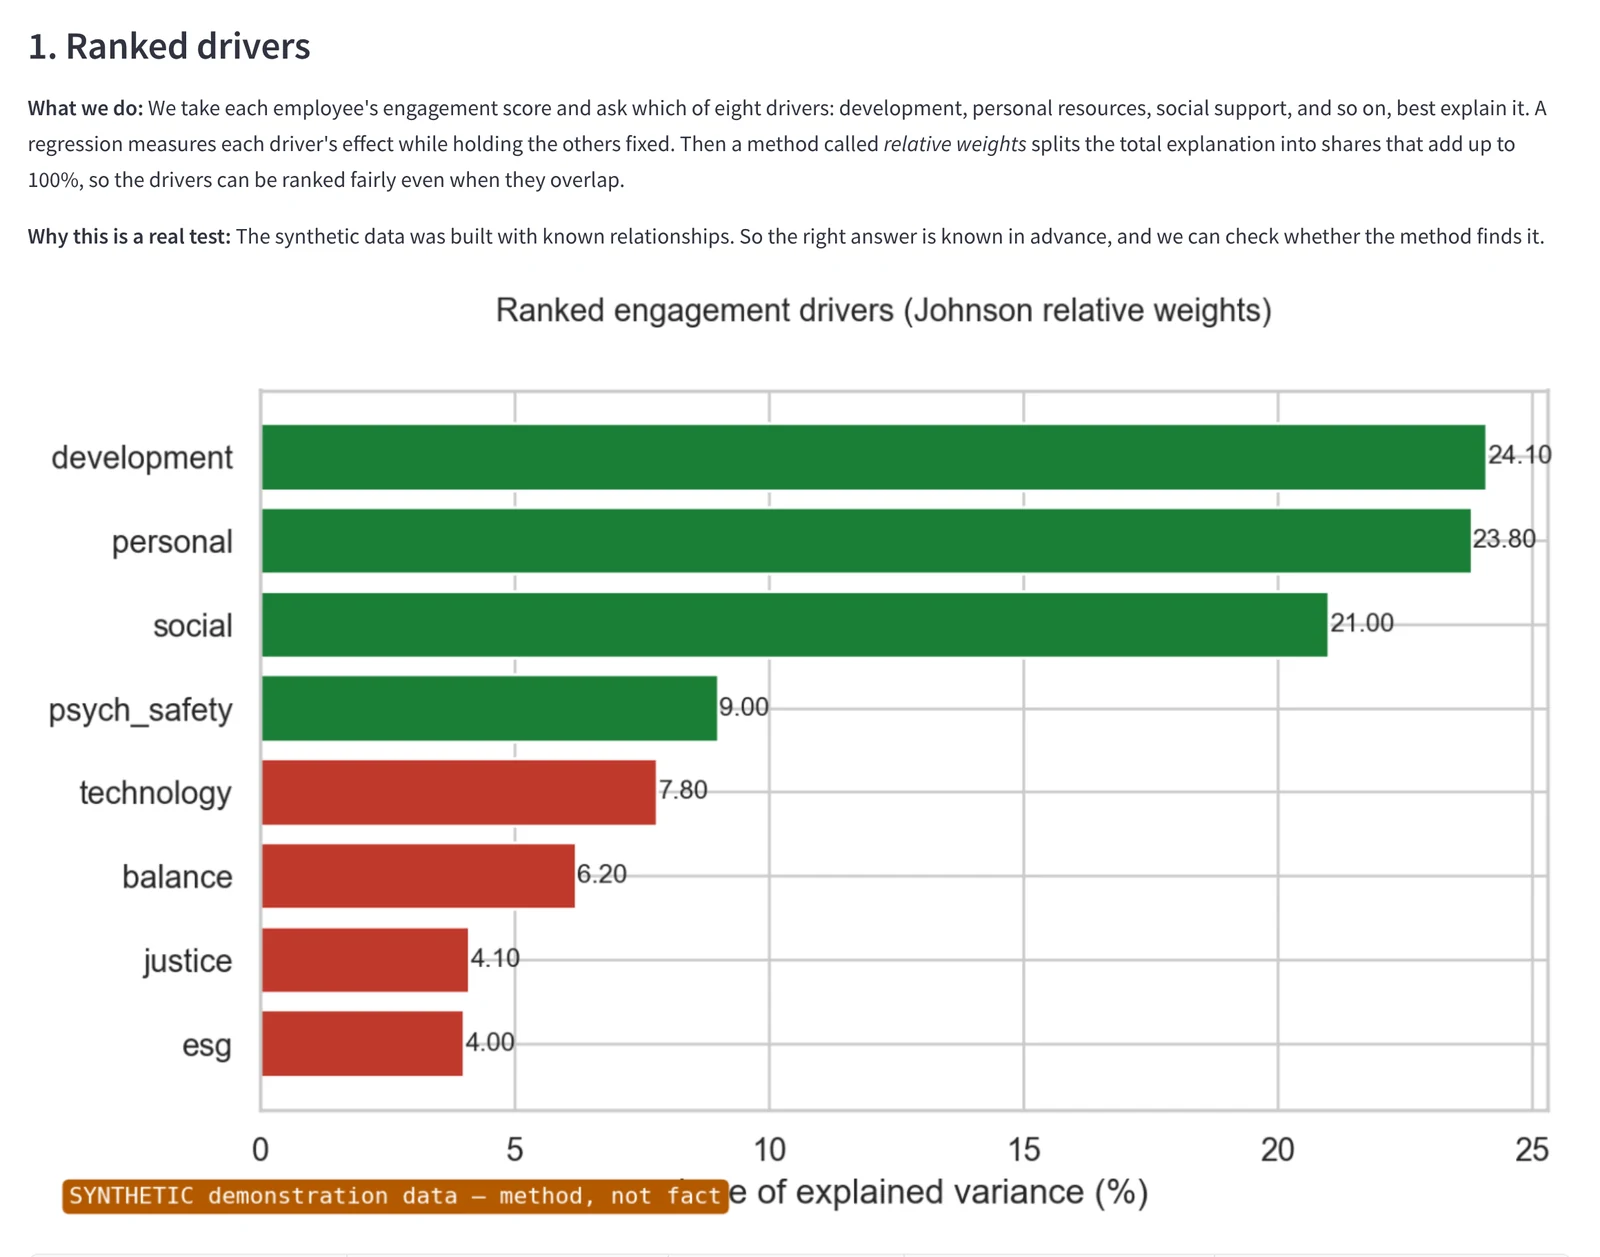 1. Ranked drivers
What we do: We take each employee's engagement score and ask which of eight drivers: development, personal resources, social support, and so on, best explain it. A
regression measures each driver's effect while holding the others fixed. Then a method called relative weights splits the total explanation into shares that add up to
100%, so the drivers can be ranked fairly even when they overlap.
Why this is a real test: The synthetic data was built with known relationships. So the right answer is known in advance, and we can check whether the method finds it.
Ranked engagement drivers (Johnson relative weights)
development 24.10
personal 23.80
social 21.00
psych_safety 9.00
technology 7.80
balance 6.20
justice 4.10
esg 4.00
0 5 10 15 20 25
SYNTHETIC demonstration data — method, not fact
of explained variance (%)